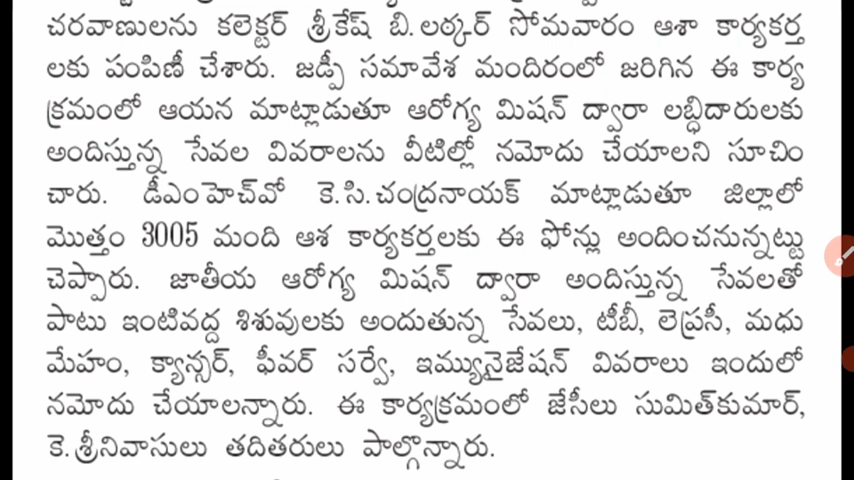 చరవాణులను కలెక్టర్ శ్రీకేష్ బి.లఠ్కర్ సోమవారం ఆశా కార్యకర్త
లకు పంపిణీ చేశారు. జడ్పీ సమావేశ మందిరంలో జరిగిన ఈ కార్య
క్రమంలో ఆయన మాట్లాడుతూ ఆరోగ్య మిషన్ ద్వారా లబ్ధిదారులకు
అందిస్తున్న సేవల వివరాలను వీటిల్లో నమోదు చేయాలని సూచిం
చారు. డీఎంహెచ్‌వో కె.సి.చంద్రనాయక్ మాట్లాడుతూ జిల్లాలో
మొత్తం 3005 మంది ఆశ కార్యకర్తలకు ఈ ఫోన్లు అందించనున్నట్టు
చెప్పారు. జాతీయ ఆరోగ్య మిషన్ ద్వారా అందిస్తున్న సేవలతో
పాటు ఇంటివద్ద శిశువులకు అందుతున్న సేవలు, టీబీ, లెప్రసీ, మధు
మేహం, క్యాన్సర్, ఫీవర్ సర్వే, ఇమ్యునైజేషన్ వివరాలు ఇందులో
నమోదు చేయాలన్నారు. ఈ కార్యక్రమంలో జేసీలు సుమిత్‌కుమార్,
కె.శ్రీనివాసులు తదితరులు పాల్గొన్నారు.